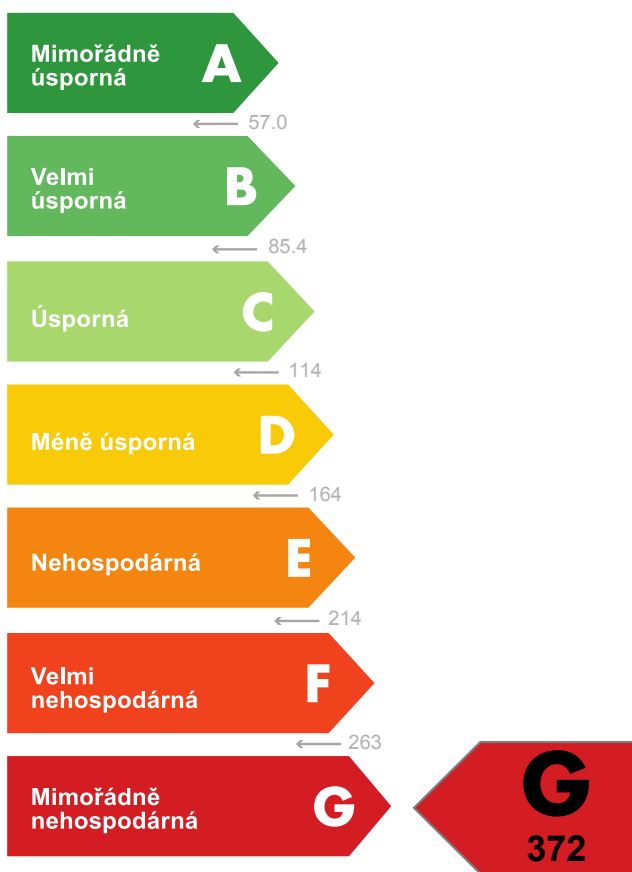 Mimořádně
úsporná A
57.0
Velmi
úsporná B
85.4
Úsporná C
114
Méně úsporná D
164
Nehospodárná E
214
Velmi
nehospodárná F
263
Mimořádně
nehospodárná G
G
372